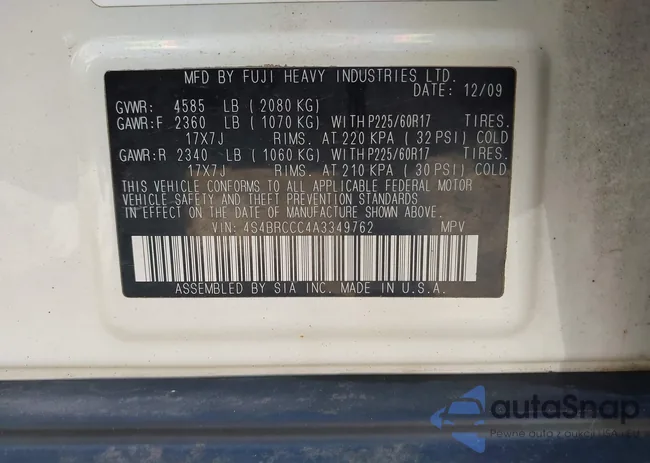 MFD BY FUJI HEAVY INDUSTRIES LTD.
DATE: 12/09
GVWR: 4585 LB ( 2080 KG)
GAWR:F 2360 LB ( 1070 KG) WITH P225/60R17 TIRES.
17X7J RIMS. AT 220 KPA ( 32 PSI) COLD
GAWR:R 2340 LB ( 1060 KG) WITH P225/60R17 TIRES.
17X7J RIMS. AT 210 KPA ( 30 PSI) COLD
THIS VEHICLE CONFORMS TO ALL APPLICABLE FEDERAL MOTOR
VEHICLE SAFETY AND THEFT PREVENTION STANDARDS
IN EFFECT ON THE DATE OF MANUFACTURE SHOWN ABOVE.
VIN: 4S4BRCCC4A3349762 MPV
ASSEMBLED BY SIA INC. MADE IN U.S.A.
autoSnap
Pewne auto z aukcji